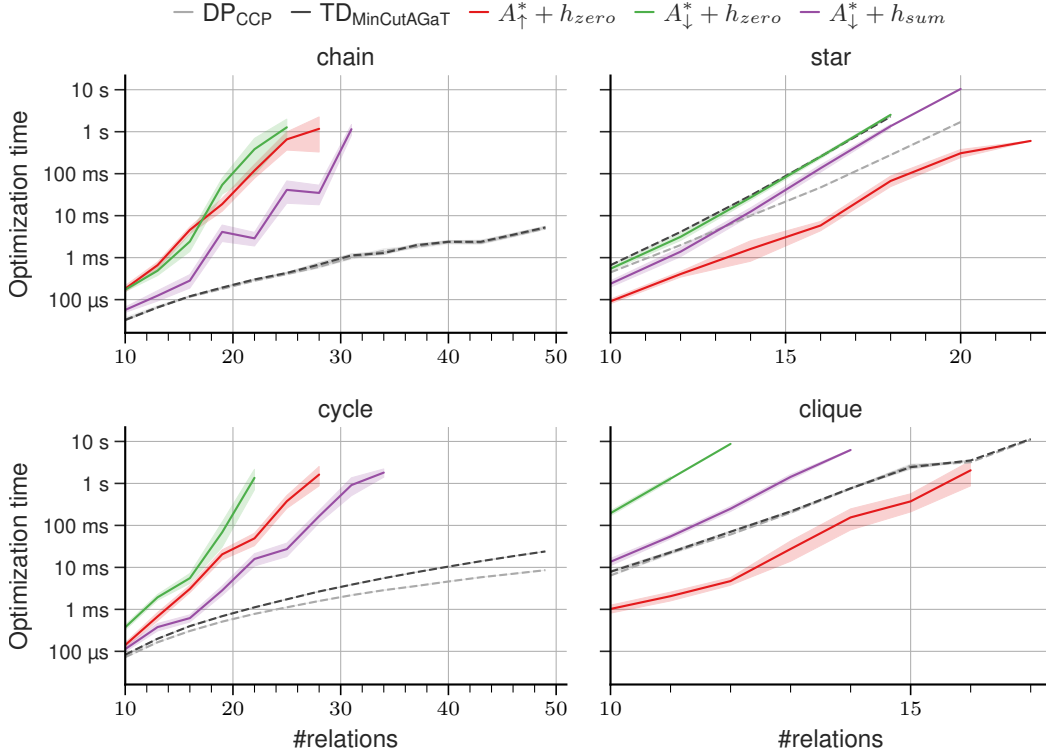 DP_CCP TD_MinCutAGaT A*↑ + h_zero A*↓ + h_zero A*↓ + h_sum
chain
star
Optimization time
10 s
1 s
100 ms
10 ms
1 ms
100 µs
10 20 30 40 50
10 15 20
cycle
clique
Optimization time
10 s
1 s
100 ms
10 ms
1 ms
100 µs
10 20 30 40 50
10 15
#relations
#relations